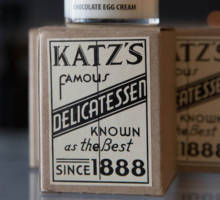 CHOCOLATE EGG CREAM
KATZ'S
FAMOUS
DELICATESSEN
KNOWN
as the Best
SINCE 1888